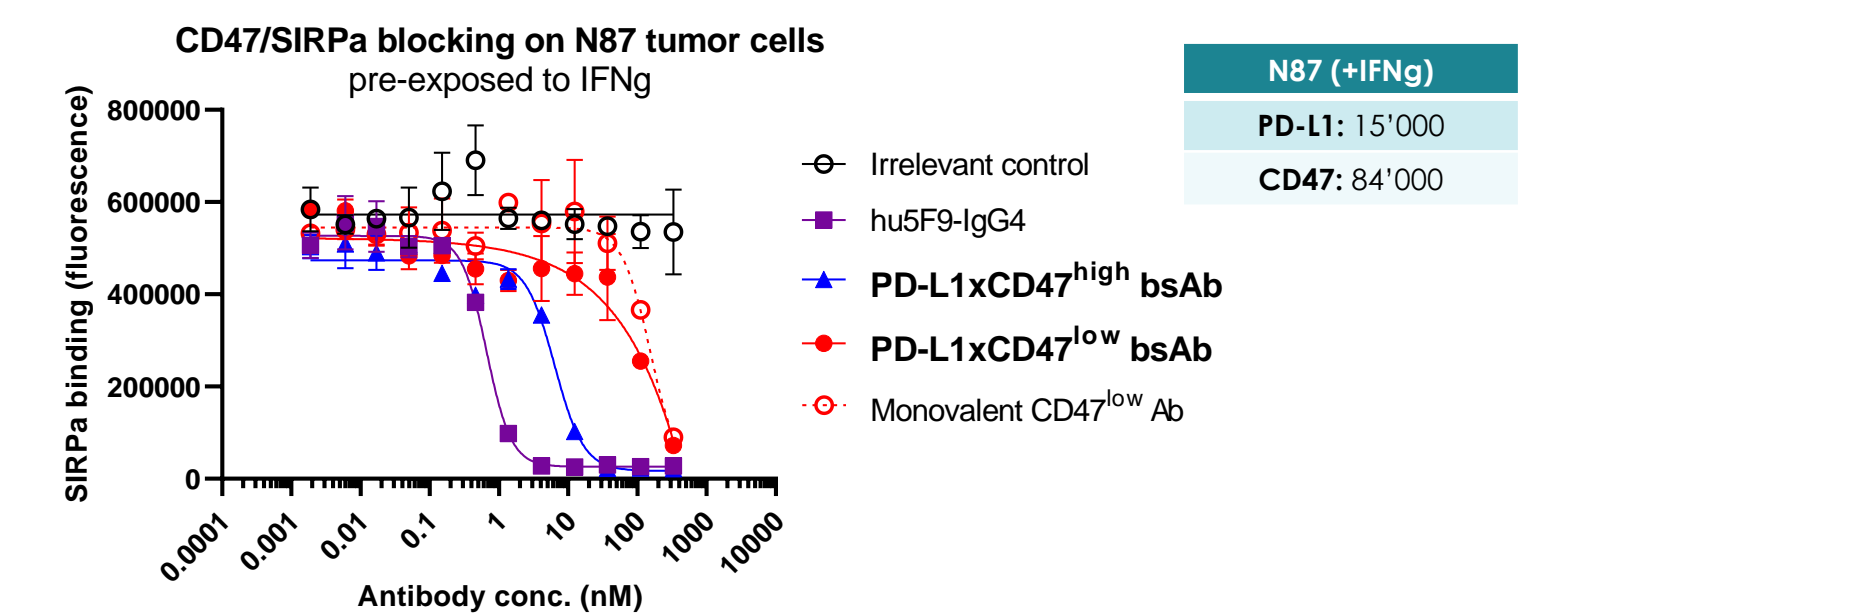 CD47/SIRPa blocking on N87 tumor cells
pre-exposed to IFNg
SIRPa binding (fluorescence)
800000
600000
400000
200000
0
0.0001
0.001
0.01
0.1
1
10
100
1000
10000
Antibody conc. (nM)
Irrelevant control
hu5F9-IgG4
PD-L1xCD47high bsAb
PD-L1xCD47low bsAb
Monovalent CD47low Ab
N87 (+IFNg)
PD-L1: 15’000
CD47: 84’000